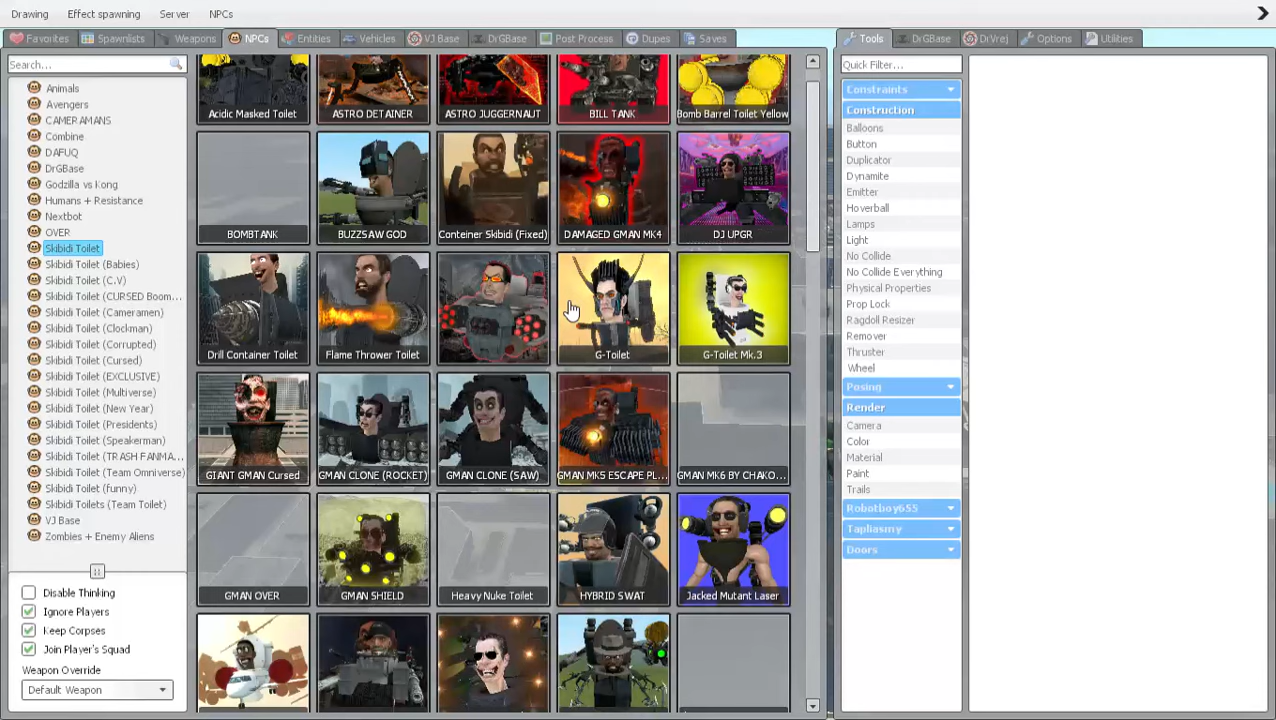 Drawing Effect spawning Server NPCs
Favorites Spawnlists Weapons NPCs Entities Vehicles VJ Base DrGBase Post Process Dupes Saves
Search...
Animals
Avengers
CAMERAMANS
Combine
DAFUQ
DrGBase
Godzilla vs Kong
Humans + Resistance
Nextbot
OVER
Skibidi Toilet
Skibidi Toilet (Babies)
Skibidi Toilet (C.V)
Skibidi Toilet (CURSED Boom...
Skibidi Toilet (Cameramen)
Skibidi Toilet (Clockman)
Skibidi Toilet (Corrupted)
Skibidi Toilet (Cursed)
Skibidi Toilet (EXCLUSIVE)
Skibidi Toilet (Multiverse)
Skibidi Toilet (New Year)
Skibidi Toilet (Presidents)
Skibidi Toilet (Speakerman)
Skibidi Toilet (TRASH FANMA...
Skibidi Toilet (Team Omniverse)
Skibidi Toilet (funny)
Skibidi Toilets (Team Toilet)
VJ Base
Zombies + Enemy Aliens
Disable Thinking
Ignore Players
Keep Corpses
Join Player's Squad
Weapon Override
Default Weapon
Acidic Masked Toilet ASTRO DETAINER ASTRO JUGGERNAUT BILL TANK Bomb Barrel Toilet Yellow
BOMBTANK BUZZSAW GOD Conteiner Skibidi (Fixed) DAMAGED GMAN MK4 DJ UPGR
Drill Container Toilet Flame Thrower Toilet G-Toilet G-Toilet Mk.3
GIANT GMAN Cursed GMAN CLONE (ROCKET) GMAN CLONE (SAW) GMAN MK5 ESCAPE PL... GMAN MK6 BY CHAKO...
GMAN OVER GMAN SHIELD Heavy Nuke Toilet HYBRID SWAT Jacked Mutant Laser
Tools DrGBase DrVrej Options Utilities
Quick Filter...
Constraints
Construction
Balloons
Button
Duplicator
Dynamite
Emitter
Hoverball
Lamps
Light
No Collide
No Collide Everything
Physical Properties
Prop Lock
Ragdoll Resizer
Remover
Thruster
Wheel
Posing
Render
Camera
Color
Material
Paint
Trails
Robotboy655
Tapliasmy
Doors